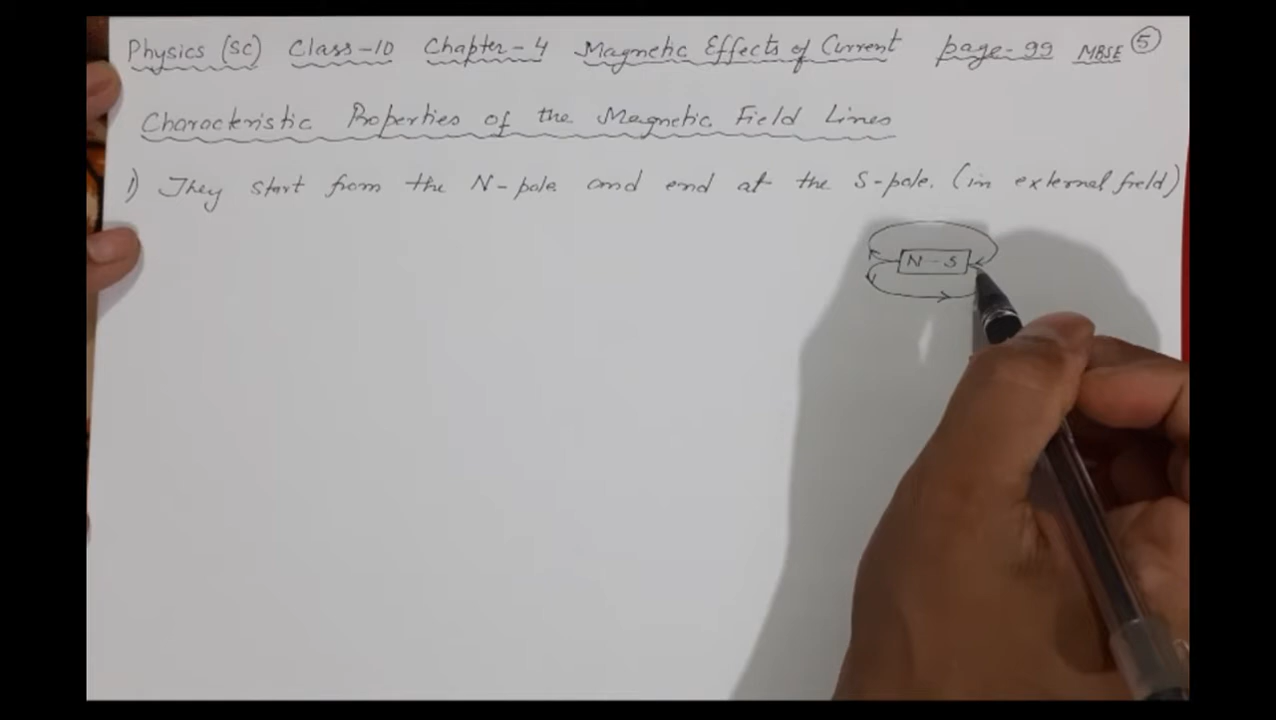 Physics (SC) Class-10 Chapter-4 Magnetic Effects of Current page-99 MBSE 5
Characteristic Properties of the Magnetic Field Lines
1) They start from the N-pole and end at the S-pole. (in external field)
N - S